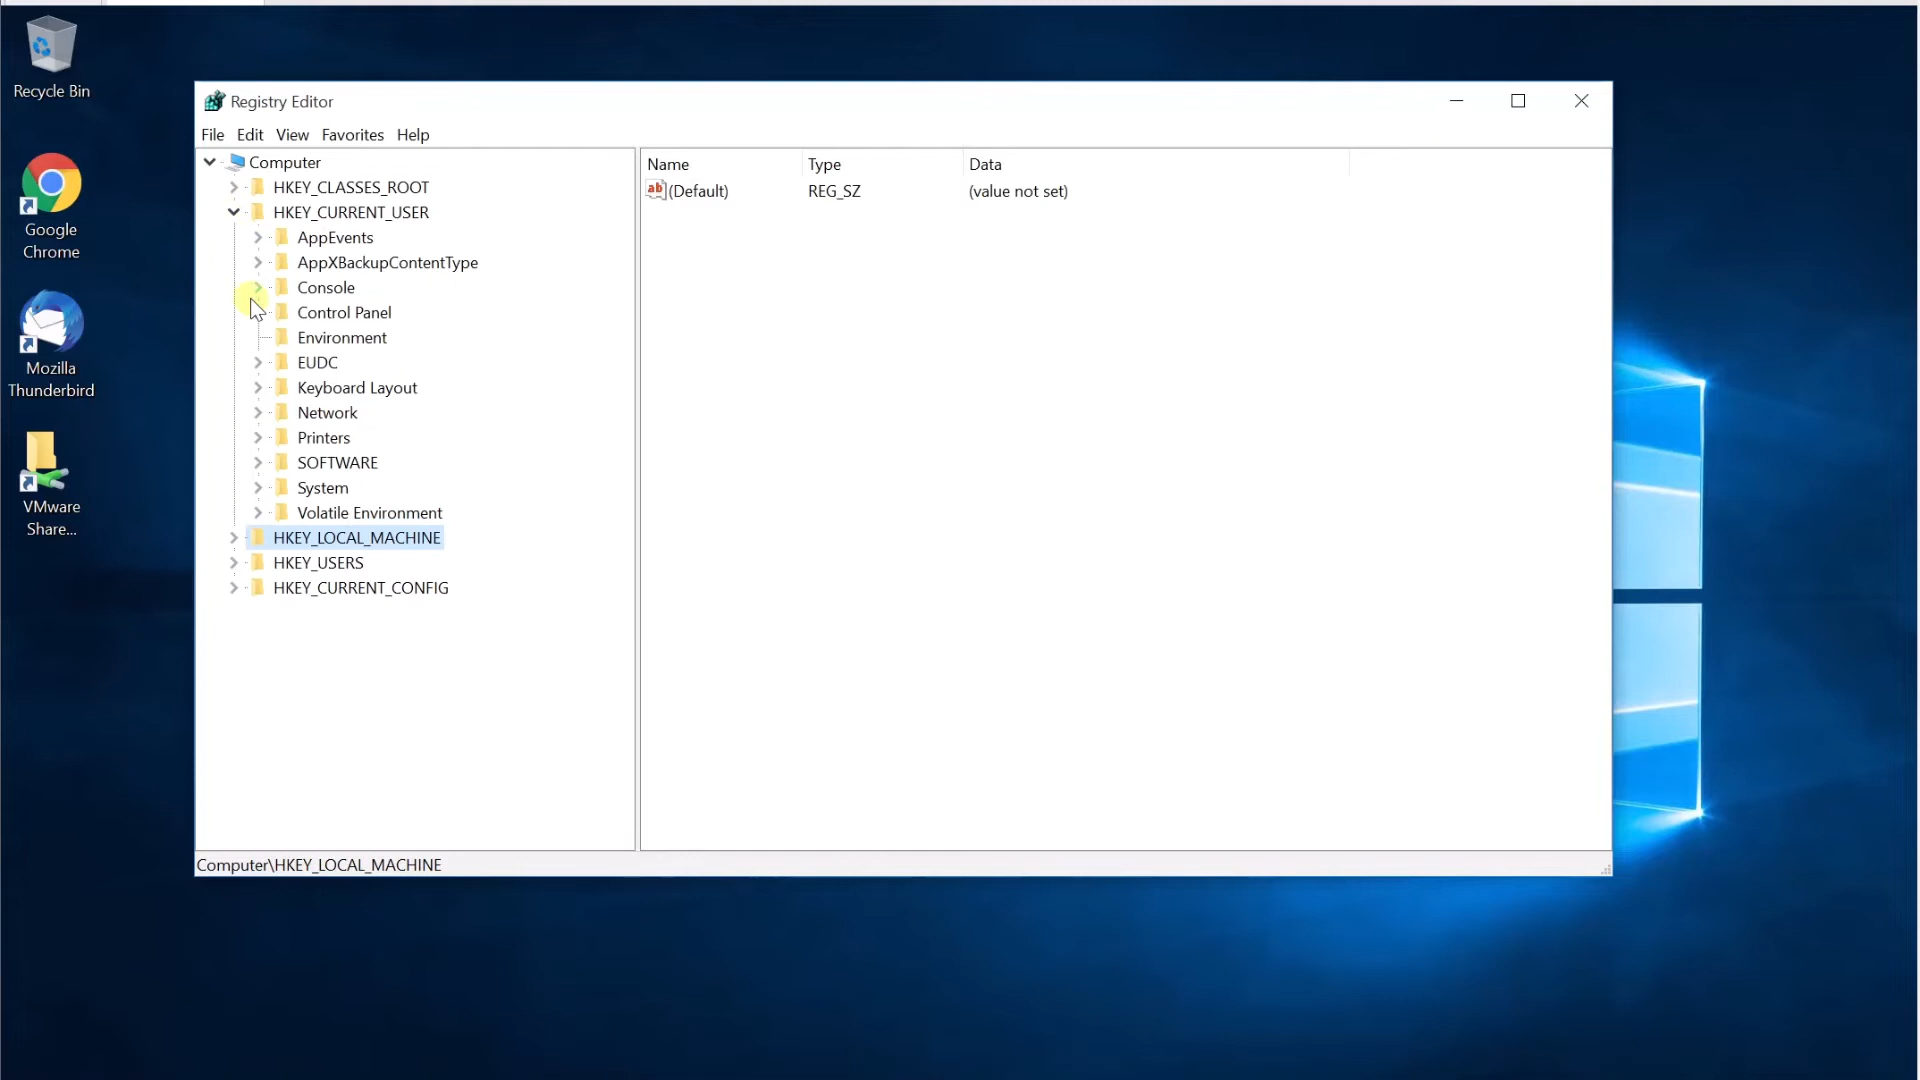 Recycle Bin
Google
Chrome
Mozilla
Thunderbird
VMware
Share...
Registry Editor
File Edit View Favorites Help
Computer
HKEY_CLASSES_ROOT
HKEY_CURRENT_USER
AppEvents
AppXBackupContentType
Console
Control Panel
Environment
EUDC
Keyboard Layout
Network
Printers
SOFTWARE
System
Volatile Environment
HKEY_LOCAL_MACHINE
HKEY_USERS
HKEY_CURRENT_CONFIG
Name Type Data
ab (Default) REG_SZ (value not set)
Computer\HKEY_LOCAL_MACHINE